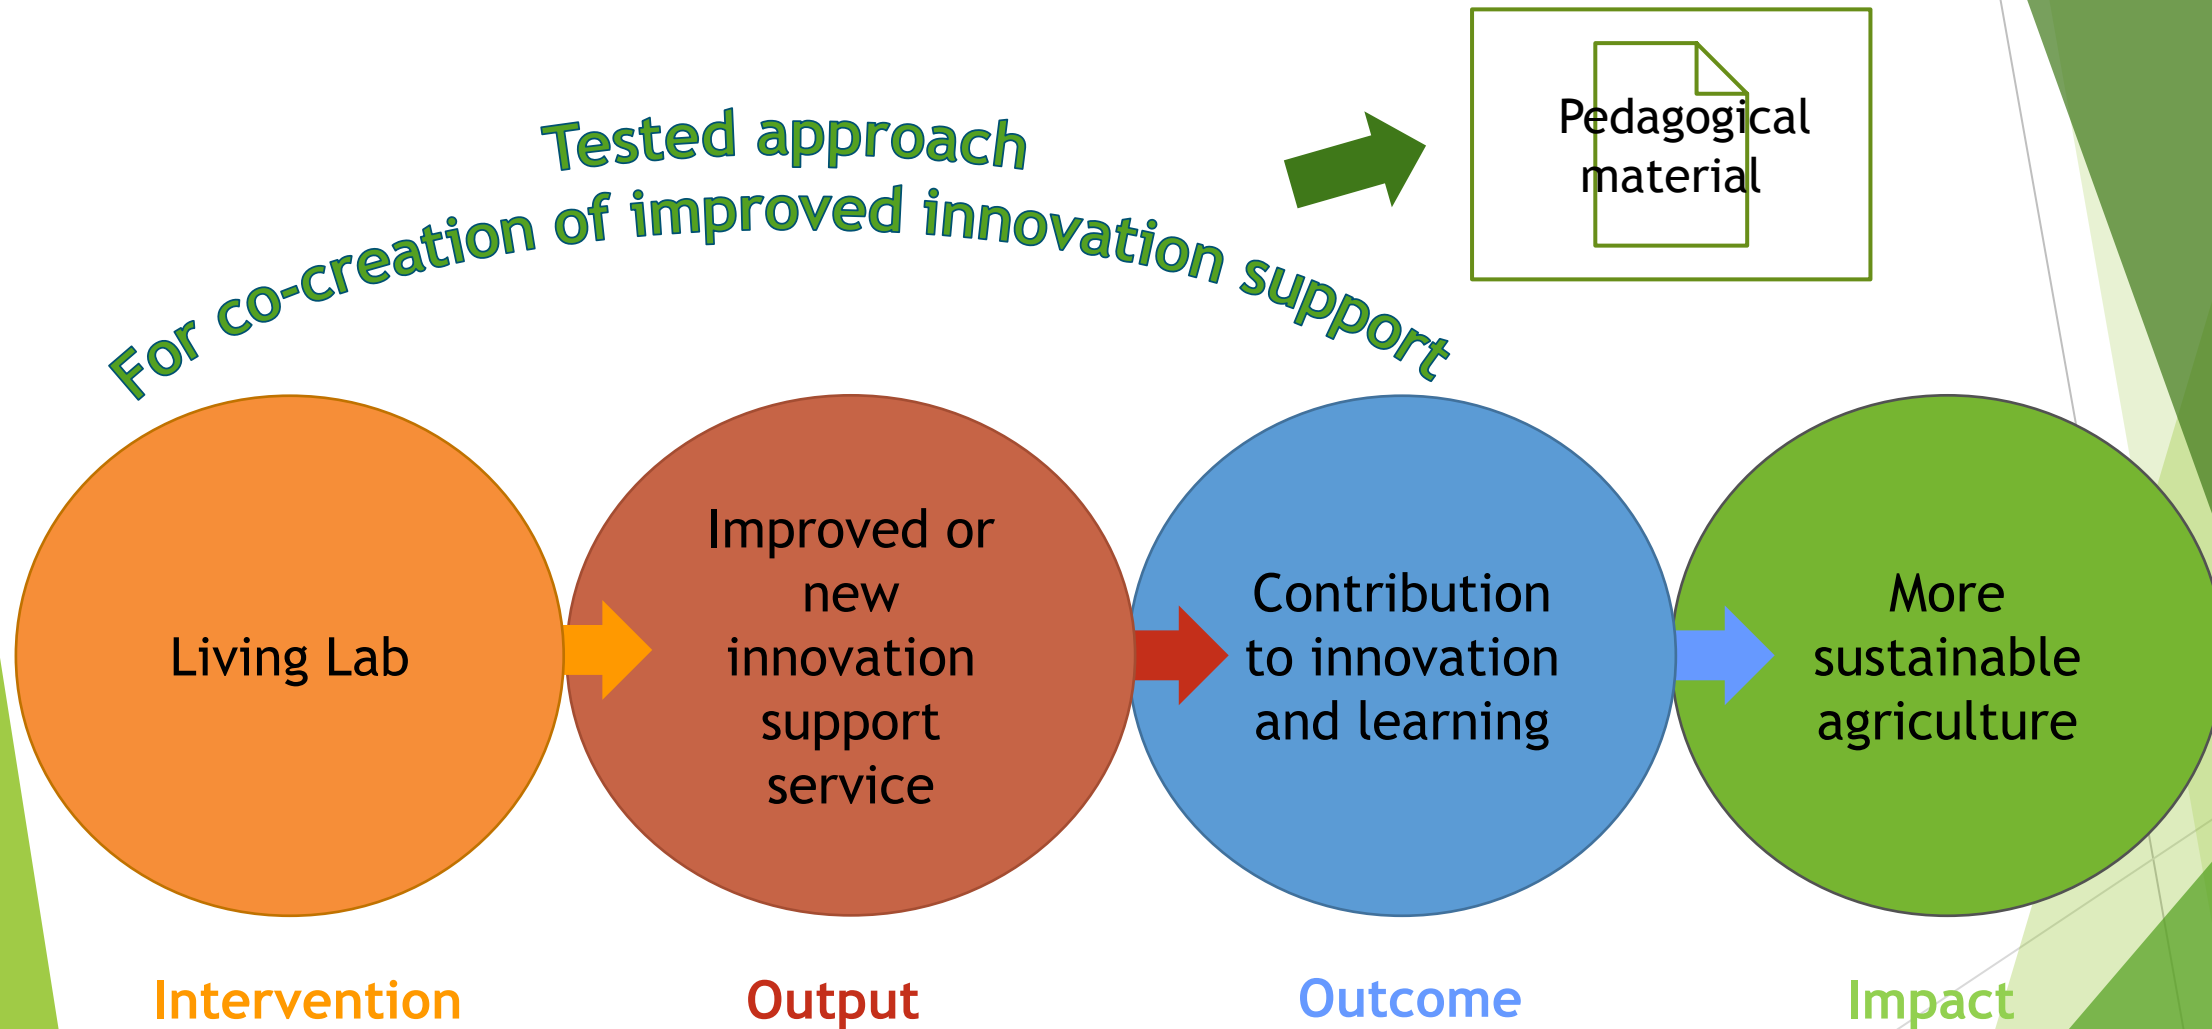 Tested approach
For co-creation of improved innovation support
Pedagogical
material
Living Lab
Improved or
new
innovation
support
service
Contribution
to innovation
and learning
More
sustainable
agriculture
Intervention
Output
Outcome
Impact